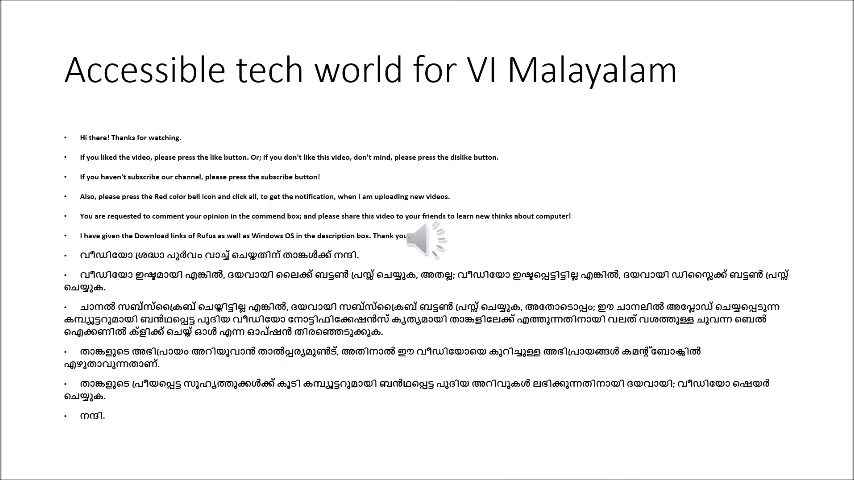 Accessible tech world for VI Malayalam
• Hi there! Thanks for watching.
• If you liked the video, please press the like button. Or; if you don't like this video, don't mind, please press the dislike button.
• If you haven't subscribe our channel, please press the subscribe button!
• Also, please press the Red color bell icon and click all, to get the notification, when I am uploading new videos.
• You are requested to comment your opinion in the commend box; and please share this video to your friends to learn new thinks about computer!
• I have given the Download links of Rufus as well as Windows OS in the description box. Thank you
• വീഡിയോ ശ്രദ്ധാ പൂർവം വാച്ച് ചെയ്തതിന് താങ്കൾക്ക് നന്ദി.
• വീഡിയോ ഇഷ്ടമായി എങ്കിൽ, ദയവായി ലൈക്ക് ബട്ടൺ പ്രസ്സ് ചെയ്യുക, അതല്ല; വീഡിയോ ഇഷ്ടപ്പെട്ടിട്ടില്ല എങ്കിൽ, ദയവായി ഡിസ്ലൈക്ക് ബട്ടൺ പ്രസ്സ്
ചെയ്യുക.
• ചാനൽ സബ്സ്ക്രൈബ് ചെയ്തിട്ടില്ല എങ്കിൽ, ദയവായി സബ്സ്ക്രൈബ് ബട്ടൺ പ്രസ്സ് ചെയ്യുക, അതോടൊപ്പം; ഈ ചാനലിൽ അപ്ലോഡ് ചെയ്യപ്പെടുന്ന
കമ്പ്യൂട്ടറുമായി ബൻഥപ്പെട്ട പുദിയ വീഡിയോ നോട്ടിഫിക്കേഷൻസ് കൃത്യമായി താങ്കളിലേക്ക് എത്തുന്നതിനായി വലത് വശത്തുള്ള ചുവന്ന ബെൽ
ഐക്കണിൽ ക്ളിക്ക് ചെയ്ത് ഓൾ എന്ന ഓപ്ഷൻ തിരഞ്ഞെടുക്കുക.
• താങ്കളുടെ അഭിപ്രായം അറിയുവാൻ താൽപ്പര്യമുണ്ട്, അതിനാൽ ഈ വീഡിയോയെ കുറിച്ചുള്ള അഭിപ്രായങ്ങൾ കമന്റ് ബോക്സിൽ
എഴുതാവുന്നതാണ്.
• താങ്കളുടെ പ്രീയപ്പെട്ട സുഹൃത്തുക്കൾക്ക് കൂടി കമ്പ്യൂട്ടറുമായി ബൻഥപ്പെട്ട പുദിയ അറിവുകൾ ലഭിക്കുന്നതിനായി ദയവായി; വീഡിയോ ഷെയർ
ചെയ്യുക.
• നന്ദി.